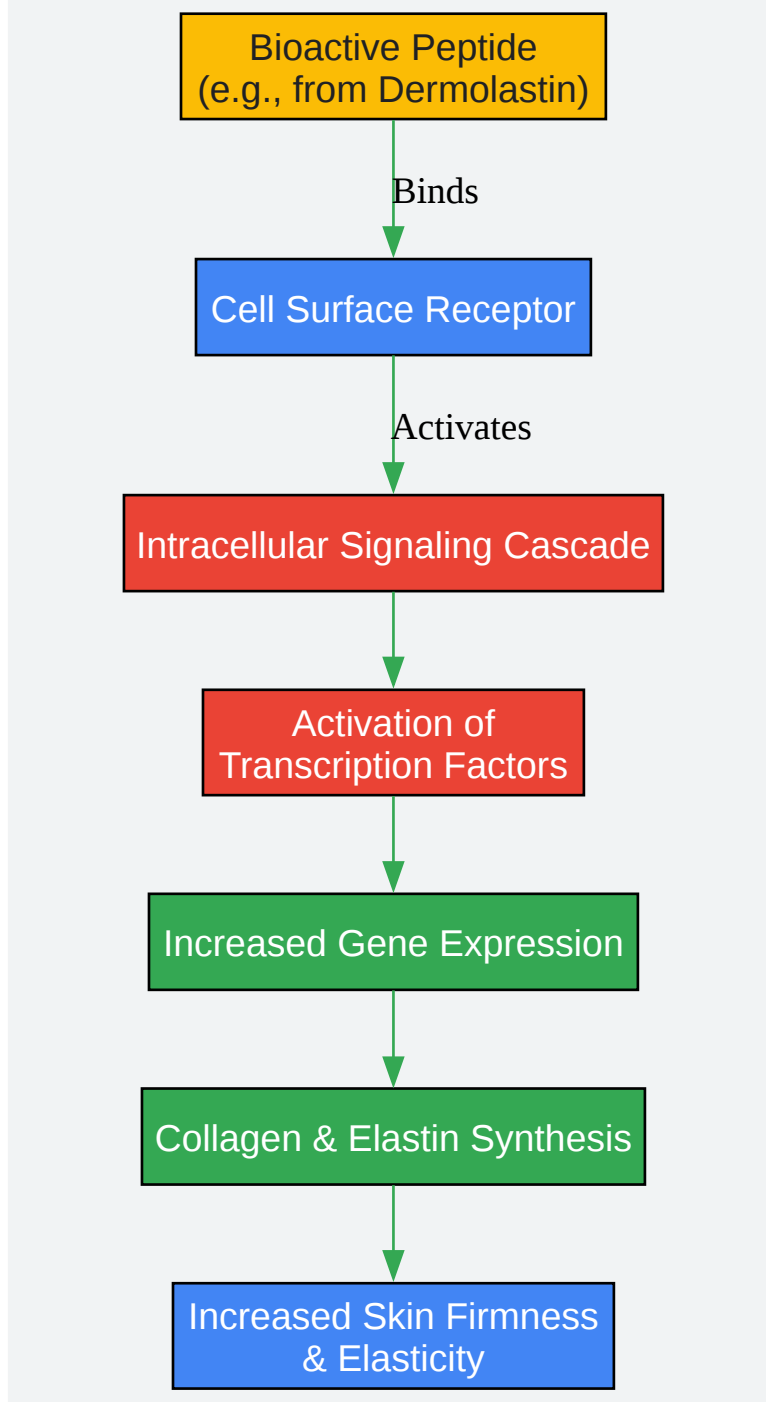 Bioactive Peptide
(e.g., from Dermolastin)
Binds
Cell Surface Receptor
Activates
Intracellular Signaling Cascade
Activation of
Transcription Factors
Increased Gene Expression
Collagen & Elastin Synthesis
Increased Skin Firmness
& Elasticity